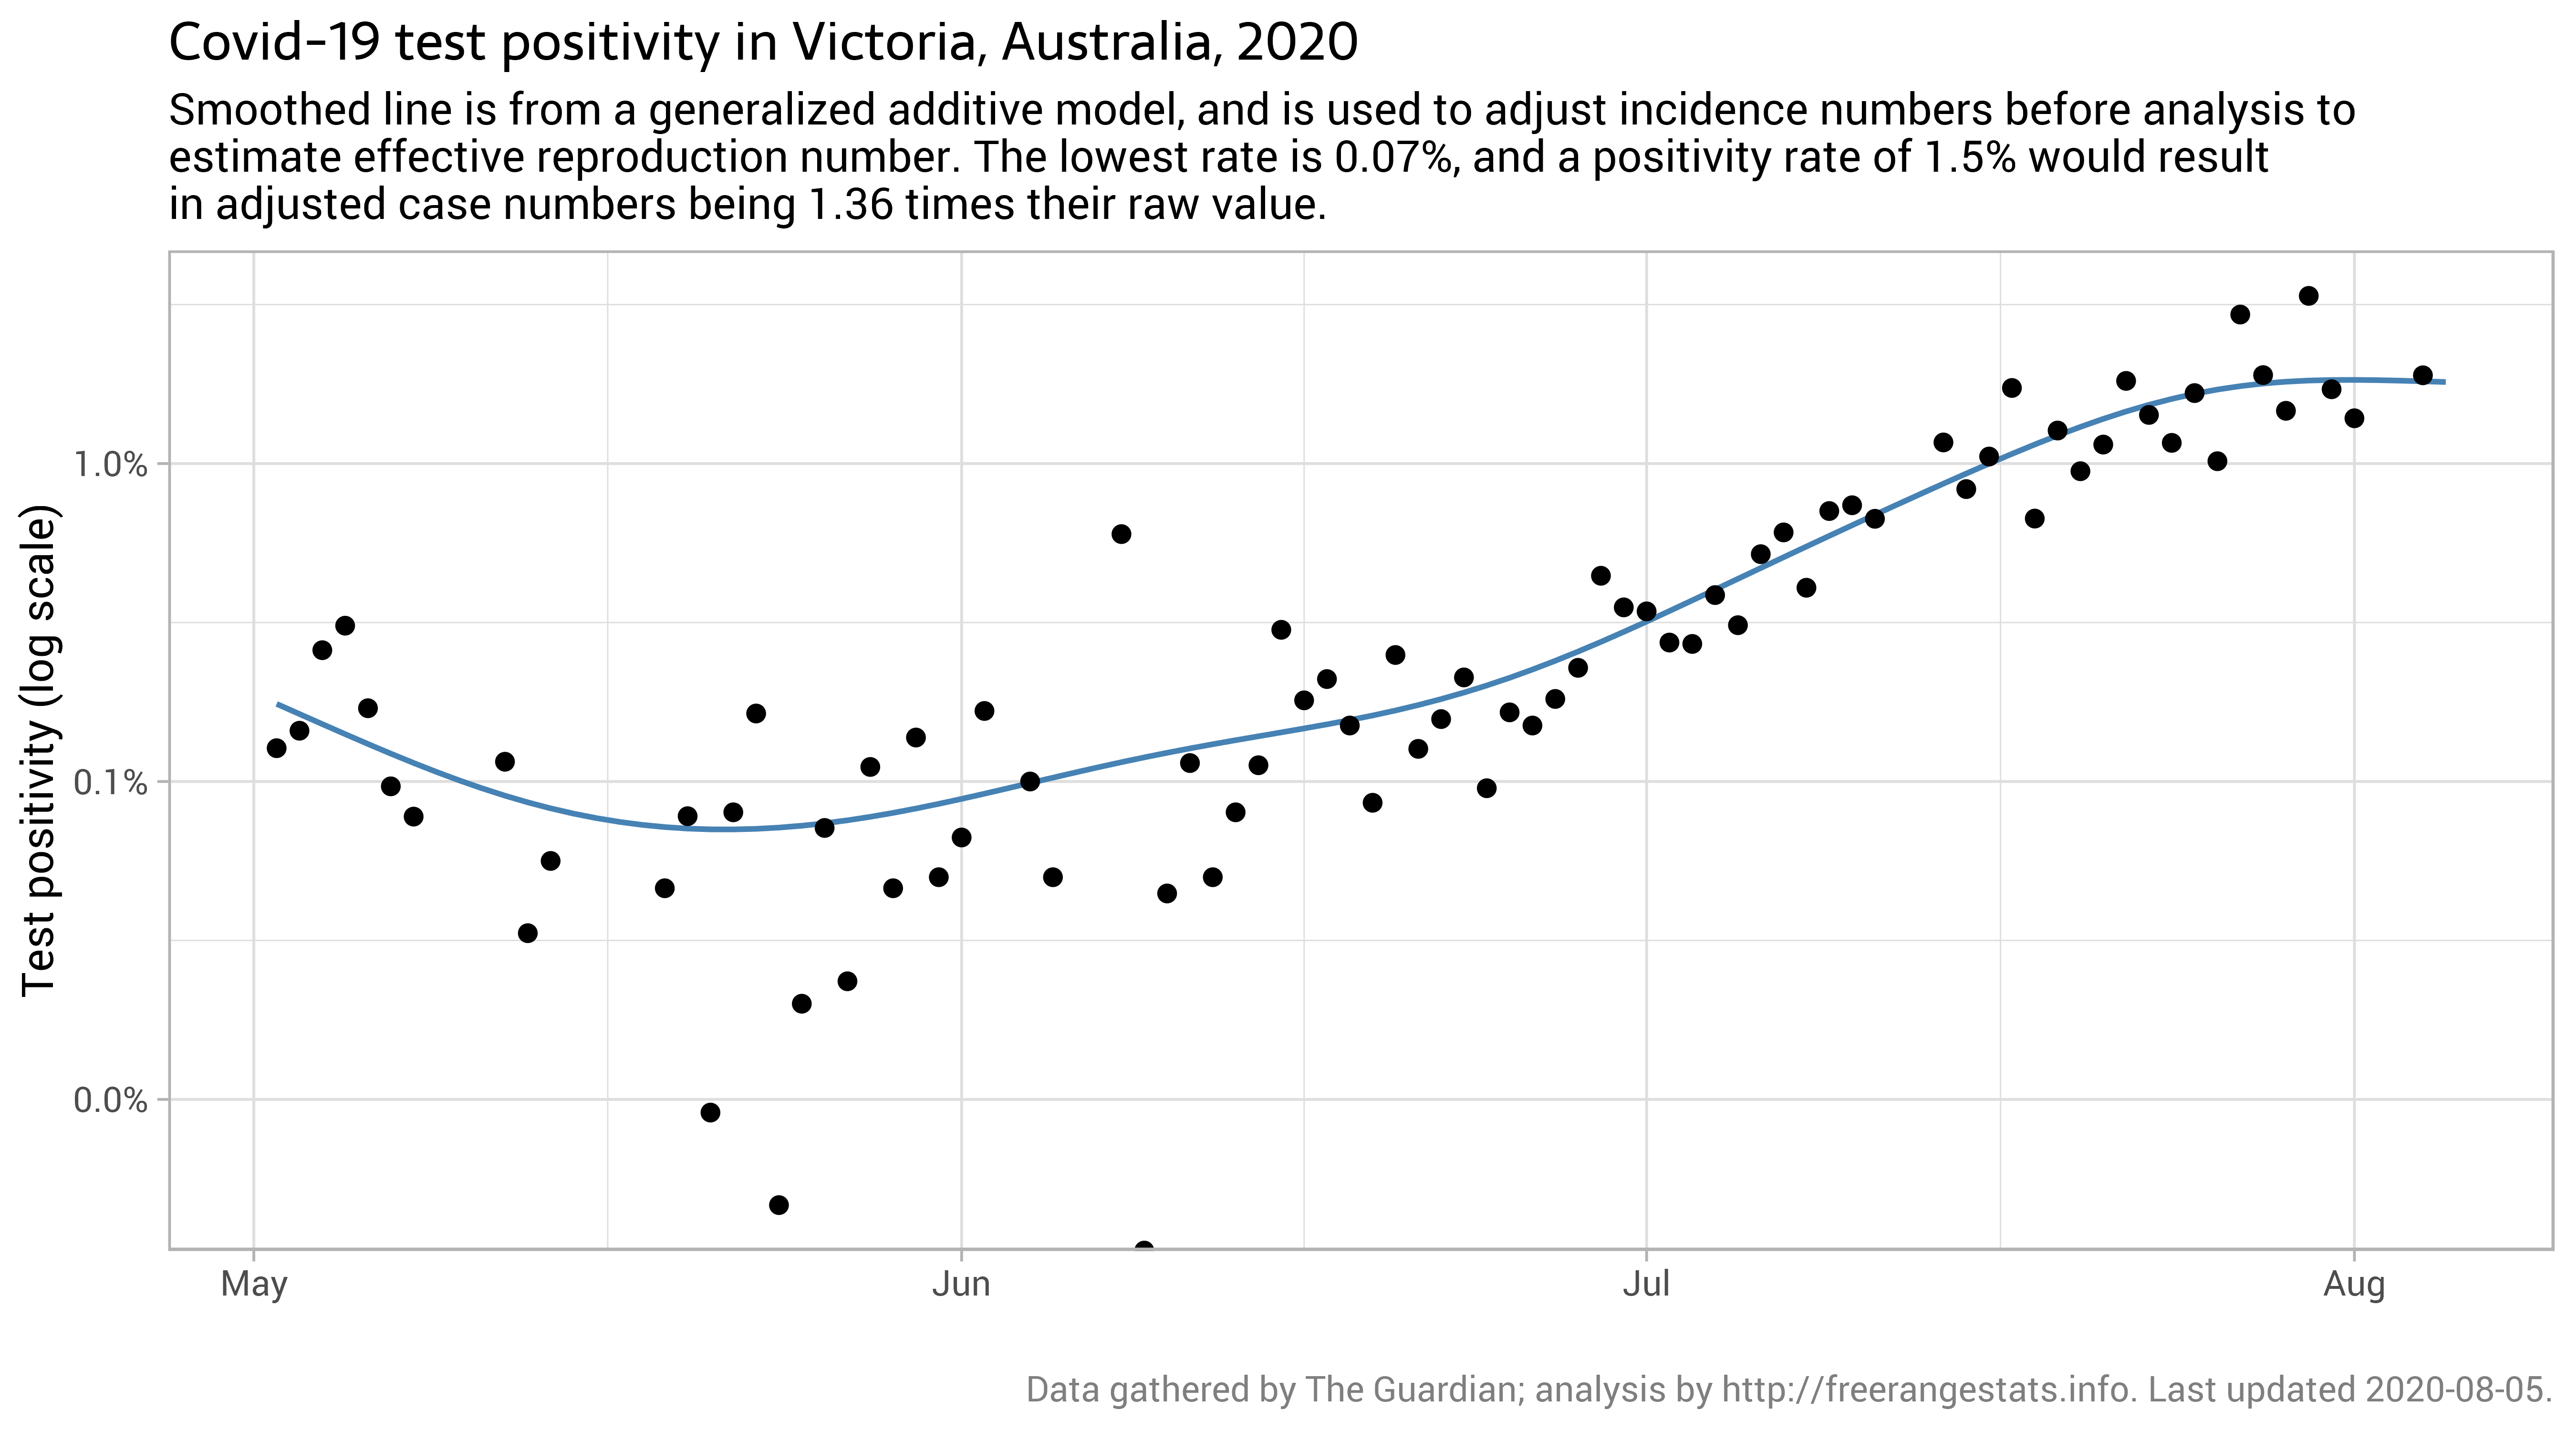 Covid-19 test positivity in Victoria, Australia, 2020
Smoothed line is from a generalized additive model, and is used to adjust incidence numbers before analysis to
estimate effective reproduction number. The lowest rate is 0.07%, and a positivity rate of 1.5% would result
in adjusted case numbers being 1.36 times their raw value.
Test positivity (log scale)
1.0%
0.1%
0.0%
May
Jun
Jul
Aug
Data gathered by The Guardian; analysis by http://freerangestats.info. Last updated 2020-08-05.